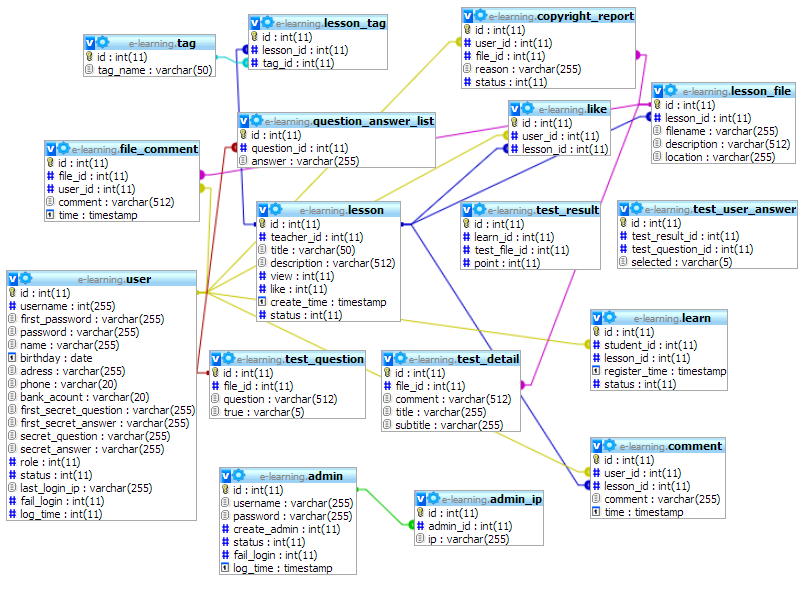 e-learning.tag
id : int(11)
tag_name : varchar(50)
e-learning.lesson_tag
id : int(11)
lesson_id : int(11)
tag_id : int(11)
e-learning.copyright_report
id : int(11)
user_id : int(11)
file_id : int(11)
reason : varchar(255)
status : int(11)
e-learning.lesson_file
id : int(11)
lesson_id : int(11)
filename : varchar(255)
description : varchar(512)
location : varchar(255)
e-learning.question_answer_list
id : int(11)
question_id : int(11)
answer : varchar(255)
e-learning.like
id : int(11)
user_id : int(11)
lesson_id : int(11)
e-learning.file_comment
id : int(11)
file_id : int(11)
user_id : int(11)
comment : varchar(512)
time : timestamp
e-learning.lesson
id : int(11)
teacher_id : int(11)
title : varchar(50)
description : varchar(512)
view : int(11)
like : int(11)
create_time : timestamp
status : int(11)
e-learning.test_result
id : int(11)
learn_id : int(11)
test_file_id : int(11)
point : int(11)
e-learning.test_user_answer
id : int(11)
test_result_id : int(11)
test_question_id : int(11)
selected : varchar(5)
e-learning.user
id : int(11)
username : int(255)
first_password : varchar(255)
password : varchar(255)
name : varchar(255)
birthday : date
adress : varchar(255)
phone : varchar(20)
bank_acount : varchar(20)
first_secret_question : varchar(255)
first_secret_answer : varchar(255)
secret_question : varchar(255)
secret_answer : varchar(255)
role : int(11)
status : int(11)
last_login_ip : varchar(255)
fail_login : int(11)
log_time : int(11)
e-learning.test_question
id : int(11)
file_id : int(11)
question : varchar(512)
true : varchar(5)
e-learning.test_detail
id : int(11)
file_id : int(11)
comment : varchar(512)
title : varchar(255)
subtitle : varchar(255)
e-learning.learn
id : int(11)
student_id : int(11)
lesson_id : int(11)
register_time : timestamp
status : int(11)
e-learning.comment
id : int(11)
user_id : int(11)
lesson_id : int(11)
comment : varchar(255)
time : timestamp
e-learning.admin
id : int(11)
username : varchar(255)
password : varchar(255)
create_admin : int(11)
status : int(11)
fail_login : int(11)
log_time : timestamp
e-learning.admin_ip
id : int(11)
admin_id : int(11)
ip : varchar(255)